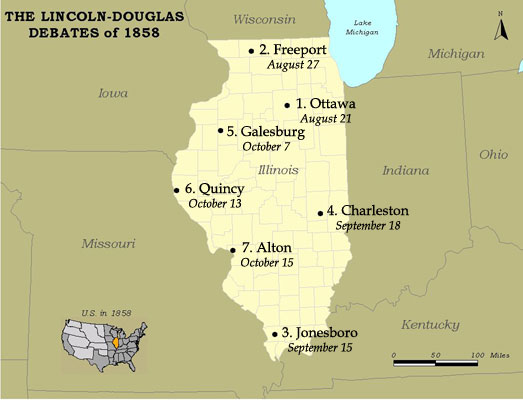 THE LINCOLN-DOUGLAS
DEBATES of 1858
Wisconsin
Lake
Michigan
N
Michigan
2. Freeport
August 27
Iowa
1. Ottawa
August 21
5. Galesburg
October 7
Ohio
Illinois
Indiana
6. Quincy
October 13
4. Charleston
September 18
Missouri
7. Alton
October 15
U.S. in 1858
Kentucky
3. Jonesboro
September 15
0 50 100 Miles